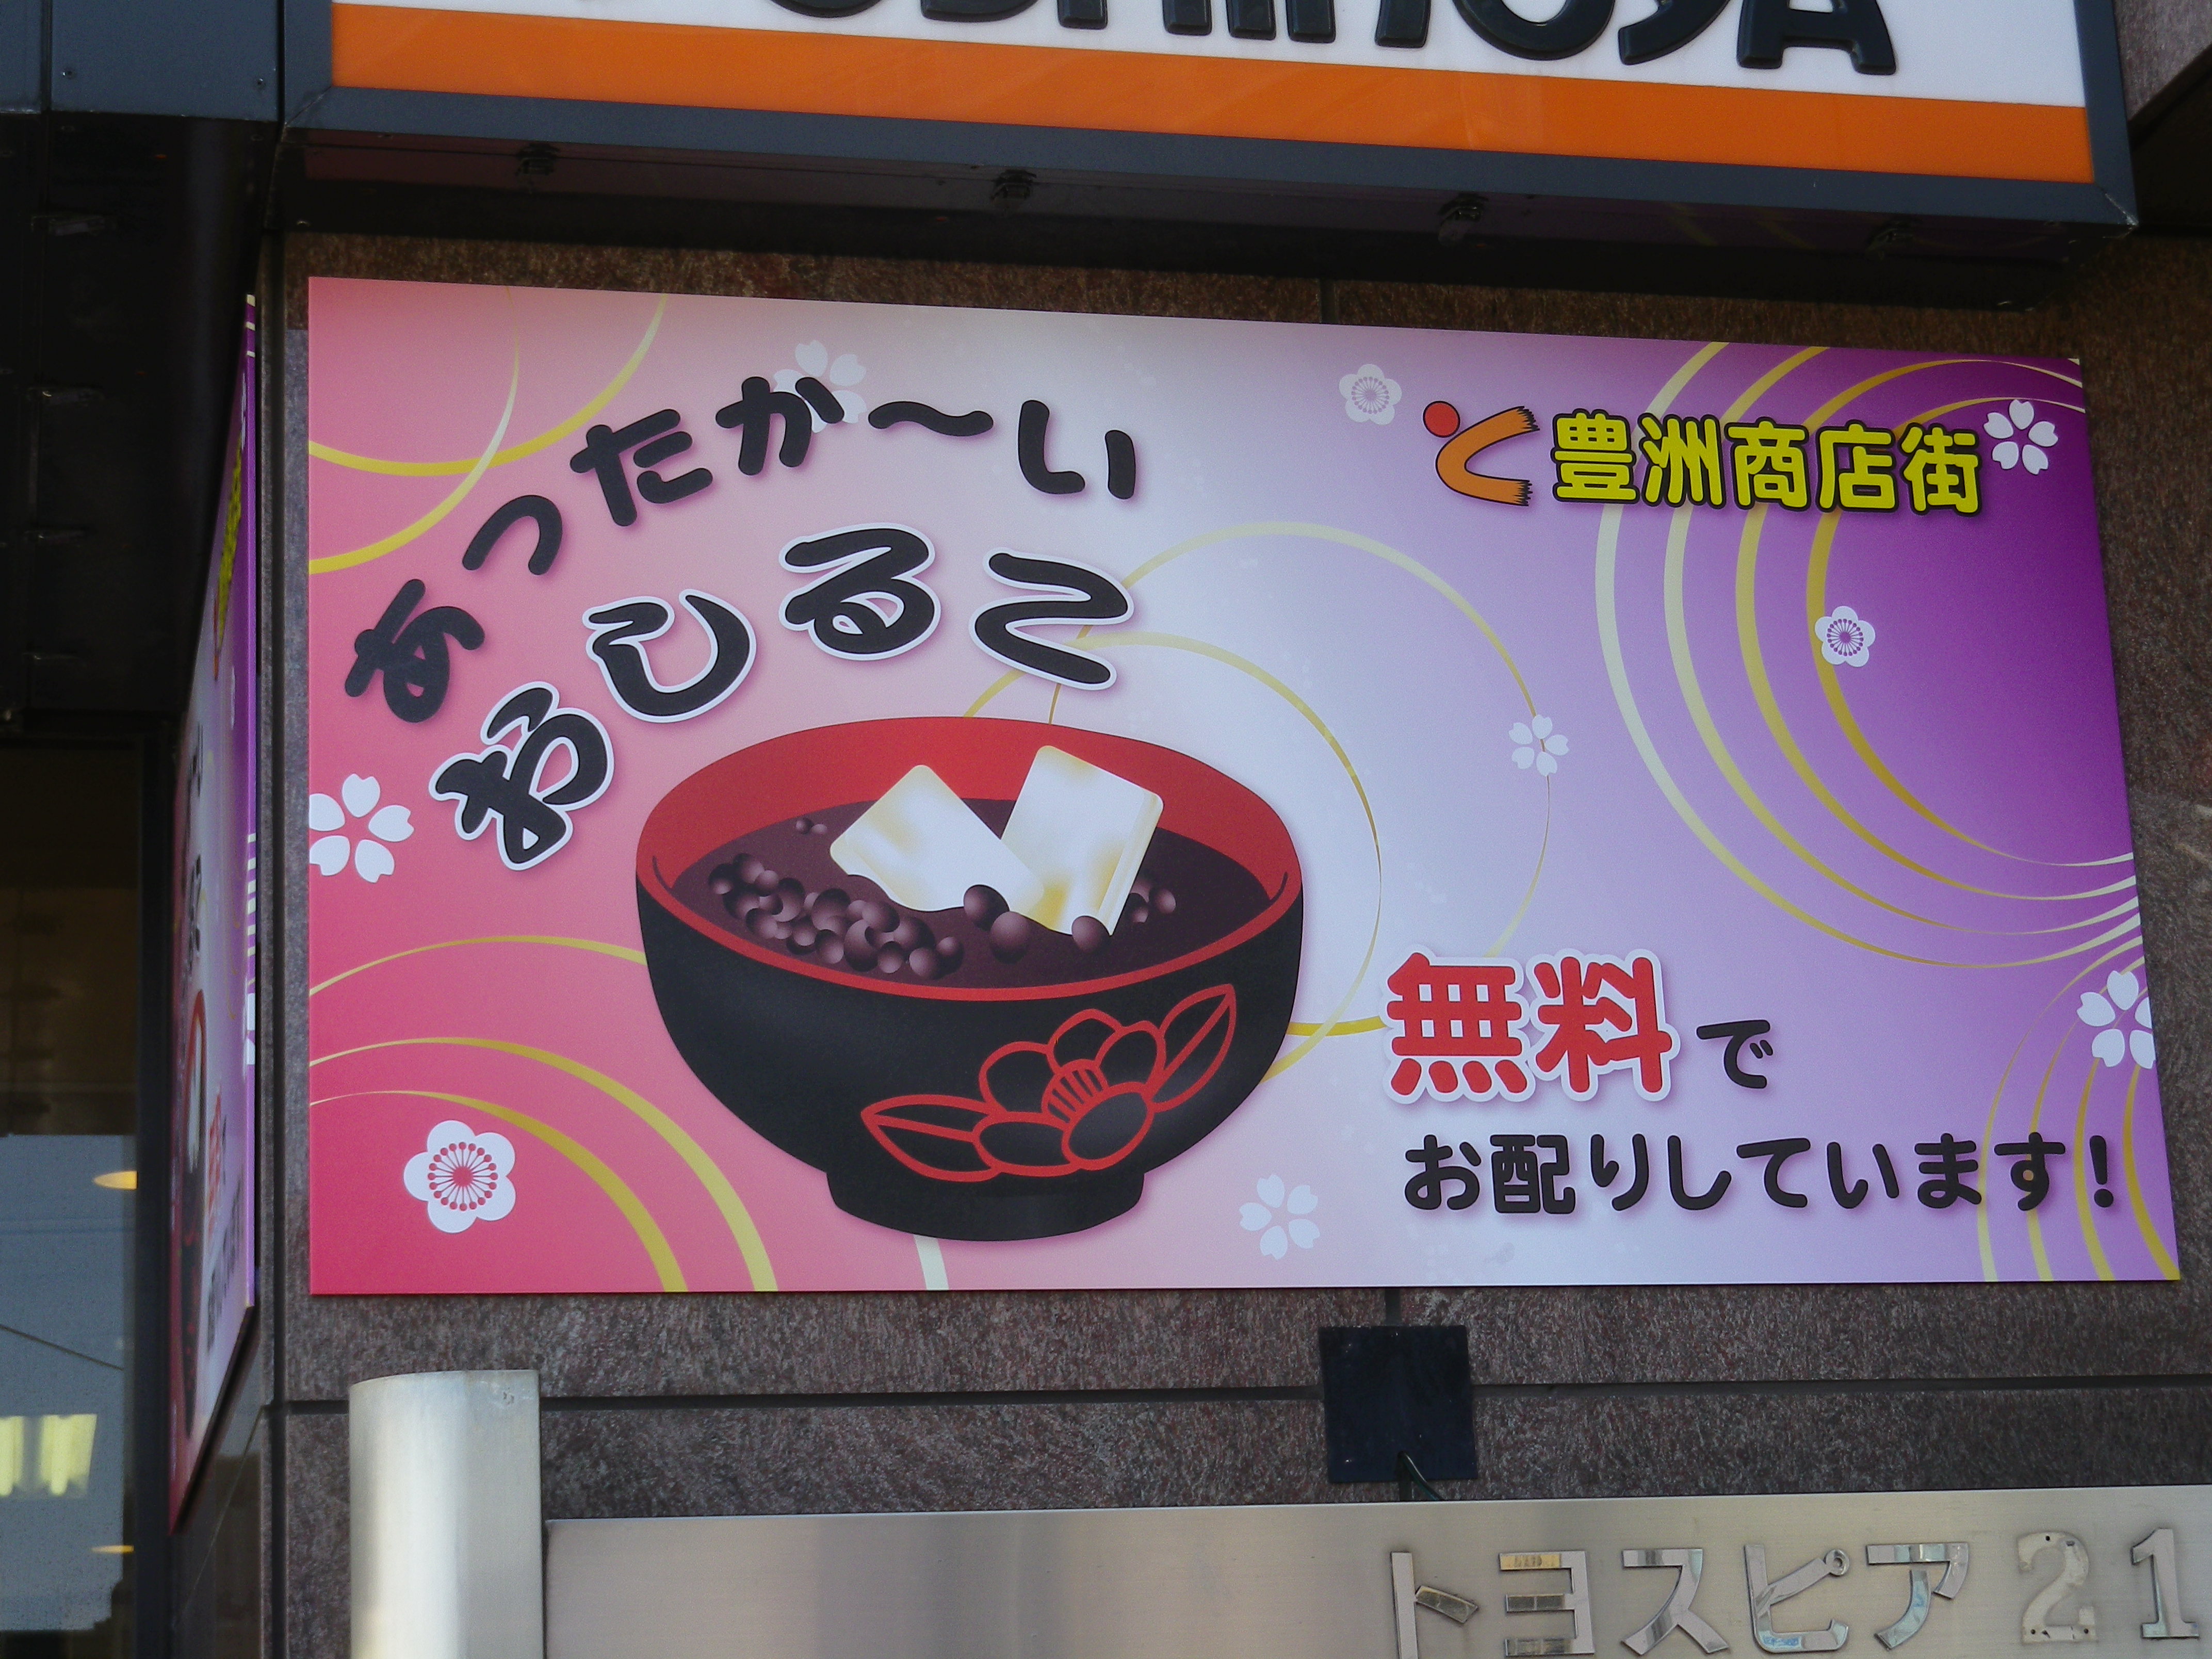 あったか～い
おしるこ
豊洲商店街
無料で
お配りしています!
トヨスピア21